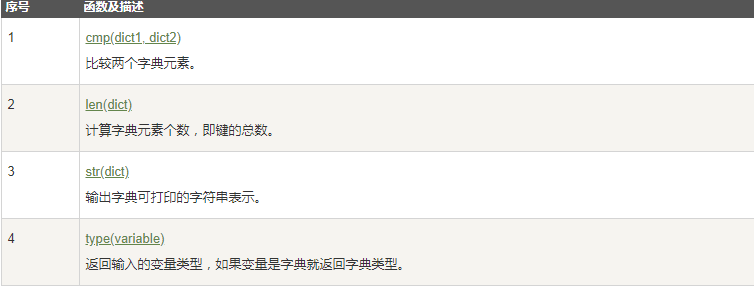 序号 函数及描述
1 cmp(dict1, dict2)
比较两个字典元素。
2 len(dict)
计算字典元素个数，即键的总数。
3 str(dict)
输出字典可打印的字符串表示。
4 type(variable)
返回输入的变量类型，如果变量是字典就返回字典类型。